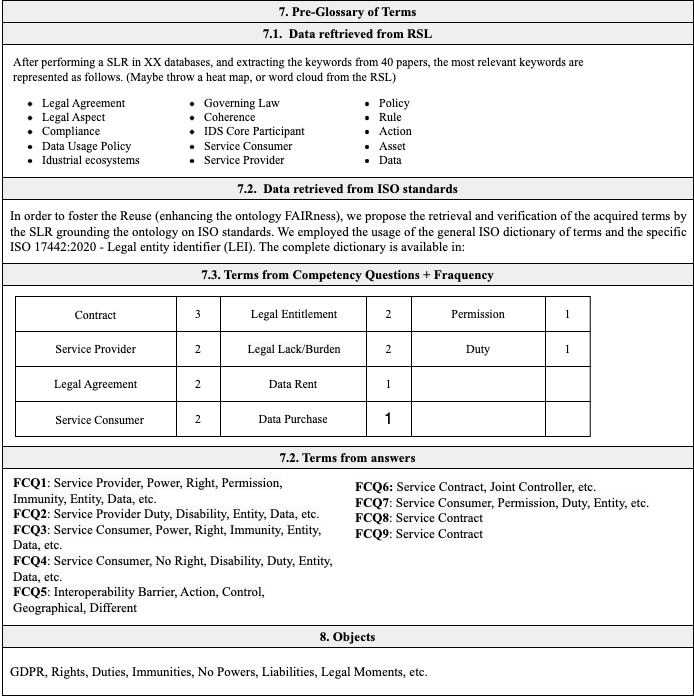 7. Pre-Glossary of Terms
7.1. Data reftrieved from RSL
After performing a SLR in XX databases, and extracting the keywords from 40 papers, the most relevant keywords are
represented as follows. (Maybe throw a heat map, or word cloud from the RSL)
• Legal Agreement
• Legal Aspect
• Compliance
• Data Usage Policy
• Idustrial ecosystems
• Governing Law
• Coherence
• IDS Core Participant
• Service Consumer
• Service Provider
• Policy
• Rule
• Action
• Asset
• Data
7.2. Data retrieved from ISO standards
In order to foster the Reuse (enhancing the ontology FAIRness), we propose the retrieval and verification of the acquired terms by
the SLR grounding the ontology on ISO standards. We employed the usage of the general ISO dictionary of terms and the specific
ISO 17442:2020 - Legal entity identifier (LEI). The complete dictionary is available in:
7.3. Terms from Competency Questions + Fraquency
Contract 3 Legal Entitlement 2 Permission 1
Service Provider 2 Legal Lack/Burden 2 Duty 1
Legal Agreement 2 Data Rent 1
Service Consumer 2 Data Purchase 1
7.2. Terms from answers
FCQ1: Service Provider, Power, Right, Permission,
Immunity, Entity, Data, etc.
FCQ2: Service Provider Duty, Disability, Entity, Data, etc.
FCQ3: Service Consumer, Power, Right, Immunity, Entity,
Data, etc.
FCQ4: Service Consumer, No Right, Disability, Duty, Entity,
Data, etc.
FCQ5: Interoperability Barrier, Action, Control,
Geographical, Different
FCQ6: Service Contract, Joint Controller, etc.
FCQ7: Service Consumer, Permission, Duty, Entity, etc.
FCQ8: Service Contract
FCQ9: Service Contract
8. Objects
GDPR, Rights, Duties, Immunities, No Powers, Liabilities, Legal Moments, etc.